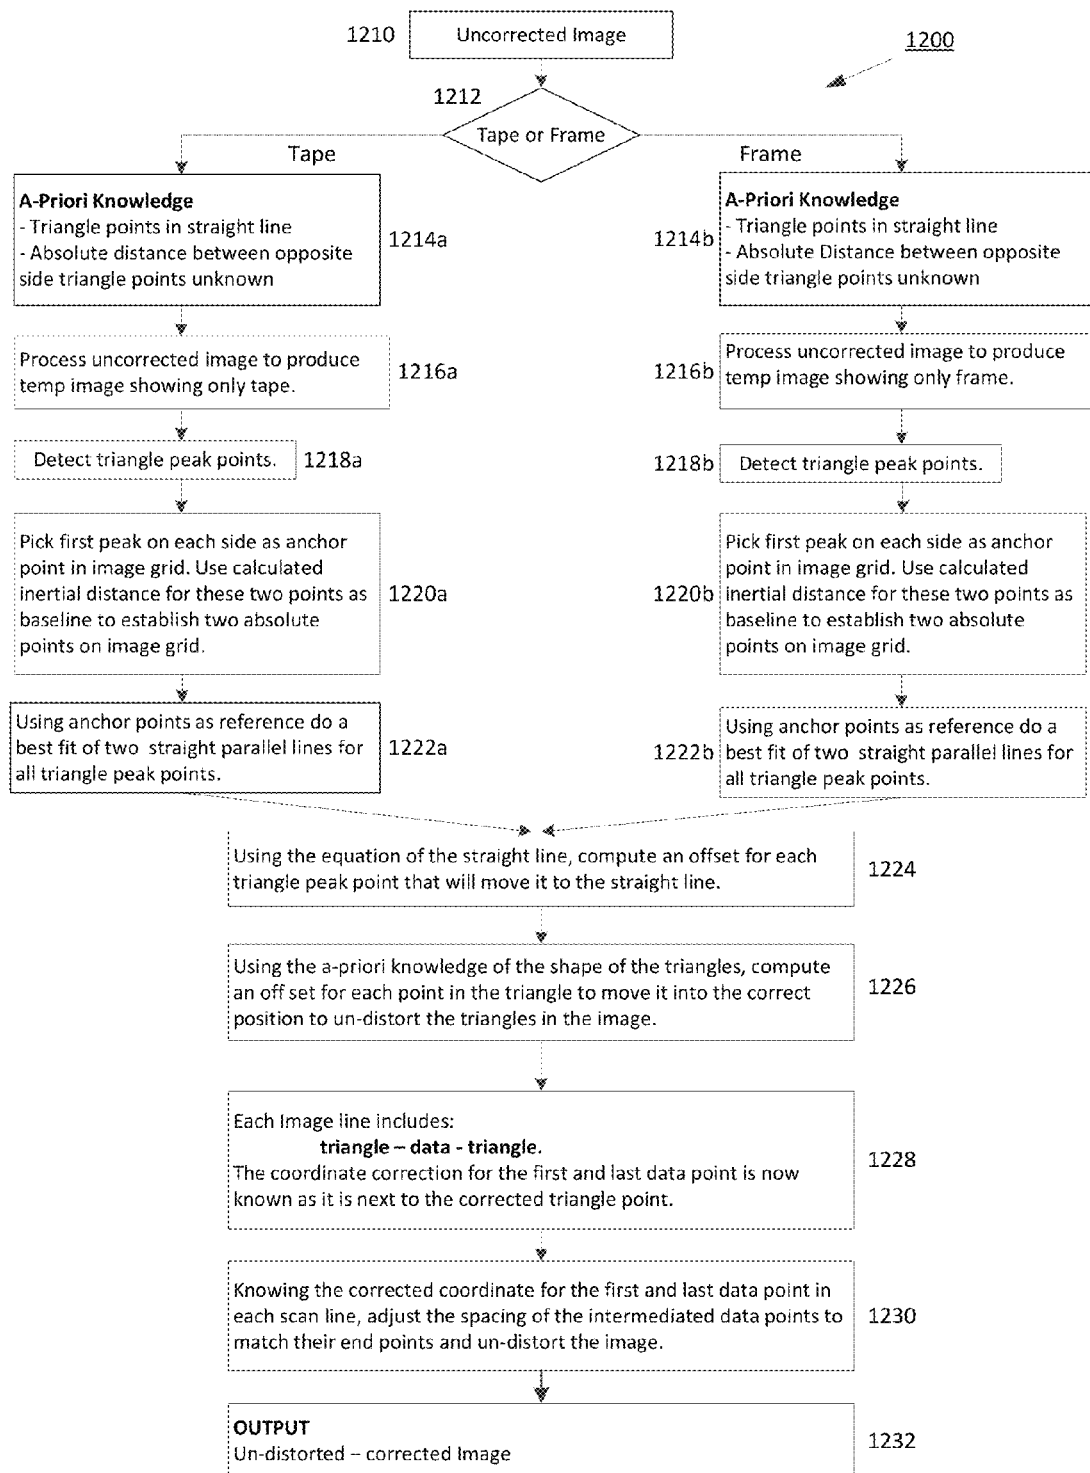 1210
Uncorrected Image
1200
1212
Tape or Frame
Tape
Frame
A-Priori Knowledge
- Triangle points in straight line
- Absolute distance between opposite
side triangle points unknown
1214a
1214b
A-Priori Knowledge
- Triangle points in straight line
- Absolute Distance between opposite
side triangle points unknown
Process uncorrected image to produce
temp image showing only tape.
1216a
1216b
Process uncorrected image to produce
temp image showing only frame.
Detect triangle peak points.
1218a
1218b
Detect triangle peak points.
Pick first peak on each side as anchor
point in image grid. Use calculated
inertial distance for these two points as
baseline to establish two absolute
points on image grid.
1220a
1220b
Pick first peak on each side as anchor
point in image grid. Use calculated
inertial distance for these two points as
baseline to establish two absolute
points on image grid.
Using anchor points as reference do a
best fit of two straight parallel lines for
all triangle peak points.
1222a
1222b
Using anchor points as reference do a
best fit of two straight parallel lines for
all triangle peak points.
Using the equation of the straight line, compute an offset for each
triangle peak point that will move it to the straight line.
1224
Using the a-priori knowledge of the shape of the triangles, compute
an off set for each point in the triangle to move it into the correct
position to un-distort the triangles in the image.
1226
Each Image line includes:
triangle – data - triangle.
The coordinate correction for the first and last data point is now
known as it is next to the corrected triangle point.
1228
Knowing the corrected coordinate for the first and last data point in
each scan line, adjust the spacing of the intermediated data points to
match their end points and un-distort the image.
1230
OUTPUT
Un-distorted – corrected Image
1232